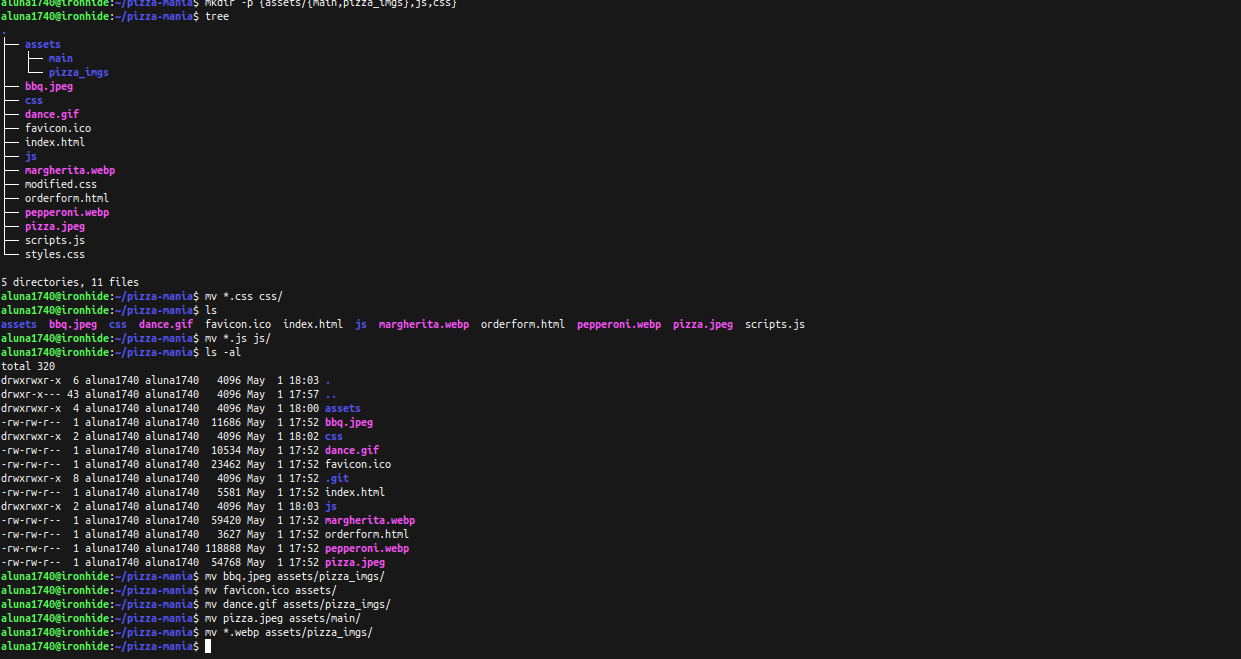 aluna1740@ironhide:~/pizza-mania$ mkdir -p {assets/{main,pizza_imgs},js,css}
aluna1740@ironhide:~/pizza-mania$ tree
.
├── assets
│   ├── main
│   └── pizza_imgs
├── bbq.jpeg
├── css
├── dance.gif
├── favicon.ico
├── index.html
├── js
├── margherita.webp
├── modified.css
├── orderform.html
├── pepperoni.webp
├── pizza.jpeg
├── scripts.js
└── styles.css

5 directories, 11 files
aluna1740@ironhide:~/pizza-mania$ mv *.css css/
aluna1740@ironhide:~/pizza-mania$ ls
assets  bbq.jpeg  css  dance.gif  favicon.ico  index.html  js  margherita.webp  orderform.html  pepperoni.webp  pizza.jpeg  scripts.js
aluna1740@ironhide:~/pizza-mania$ mv *.js js/
aluna1740@ironhide:~/pizza-mania$ ls -al
total 320
drwxrwxr-x  6 aluna1740 aluna1740   4096 May  1 18:03 .
drwxr-x--- 43 aluna1740 aluna1740   4096 May  1 17:57 ..
drwxrwxr-x  4 aluna1740 aluna1740   4096 May  1 18:00 assets
-rw-rw-r--  1 aluna1740 aluna1740  11686 May  1 17:52 bbq.jpeg
drwxrwxr-x  2 aluna1740 aluna1740   4096 May  1 18:02 css
-rw-rw-r--  1 aluna1740 aluna1740  10534 May  1 17:52 dance.gif
-rw-rw-r--  1 aluna1740 aluna1740  23462 May  1 17:52 favicon.ico
drwxrwxr-x  8 aluna1740 aluna1740   4096 May  1 17:52 .git
-rw-rw-r--  1 aluna1740 aluna1740   5581 May  1 17:52 index.html
drwxrwxr-x  2 aluna1740 aluna1740   4096 May  1 18:03 js
-rw-rw-r--  1 aluna1740 aluna1740  59420 May  1 17:52 margherita.webp
-rw-rw-r--  1 aluna1740 aluna1740   3627 May  1 17:52 orderform.html
-rw-rw-r--  1 aluna1740 aluna1740 118888 May  1 17:52 pepperoni.webp
-rw-rw-r--  1 aluna1740 aluna1740  54768 May  1 17:52 pizza.jpeg
aluna1740@ironhide:~/pizza-mania$ mv bbq.jpeg assets/pizza_imgs/
aluna1740@ironhide:~/pizza-mania$ mv favicon.ico assets/
aluna1740@ironhide:~/pizza-mania$ mv dance.gif assets/pizza_imgs/
aluna1740@ironhide:~/pizza-mania$ mv pizza.jpeg assets/main/
aluna1740@ironhide:~/pizza-mania$ mv *.webp assets/pizza_imgs/
aluna1740@ironhide:~/pizza-mania$